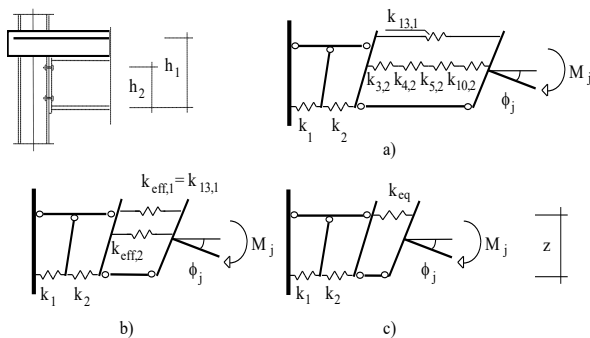 h1
h2
k13,1
k3,2 k4,2 k5,2 k10,2
Mj
ϕj
k1 k2
a)
keff,1 = k13,1
keff,2
Mj
ϕj
k1 k2
b)
keq
Mj
ϕj
z
k1 k2
c)